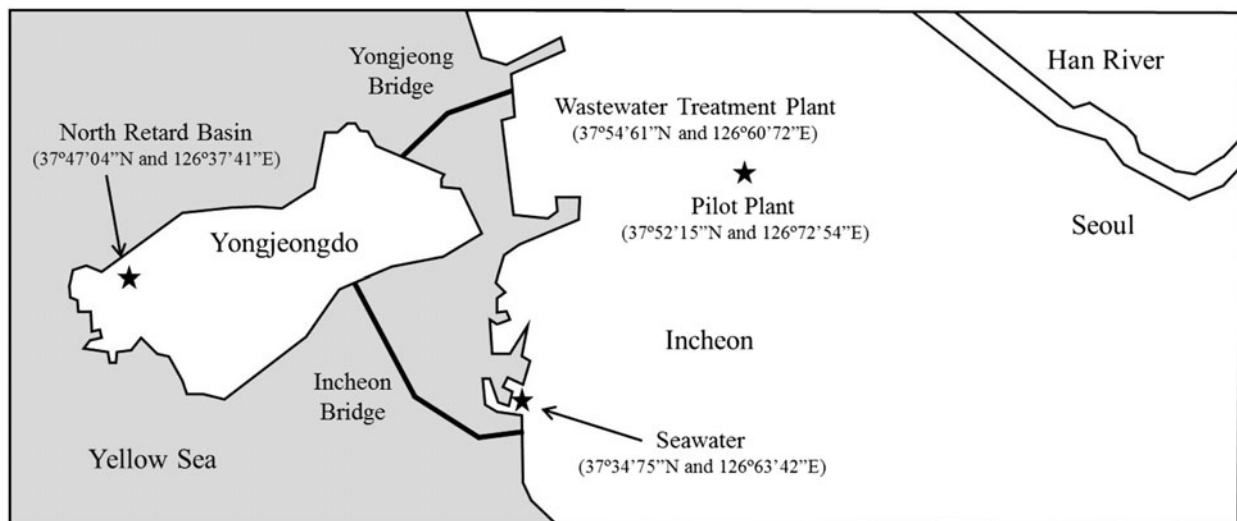 Yongjeong
Bridge
Han River
Wastewater Treatment Plant
(37º54’61”N and 126º60’72”E)
North Retard Basin
(37º47’04”N and 126º37’41”E)
Pilot Plant
(37º52’15”N and 126º72’54”E)
Yongjeongdo
Seoul
Incheon
Incheon
Bridge
Seawater
(37º34’75”N and 126º63’42”E)
Yellow Sea